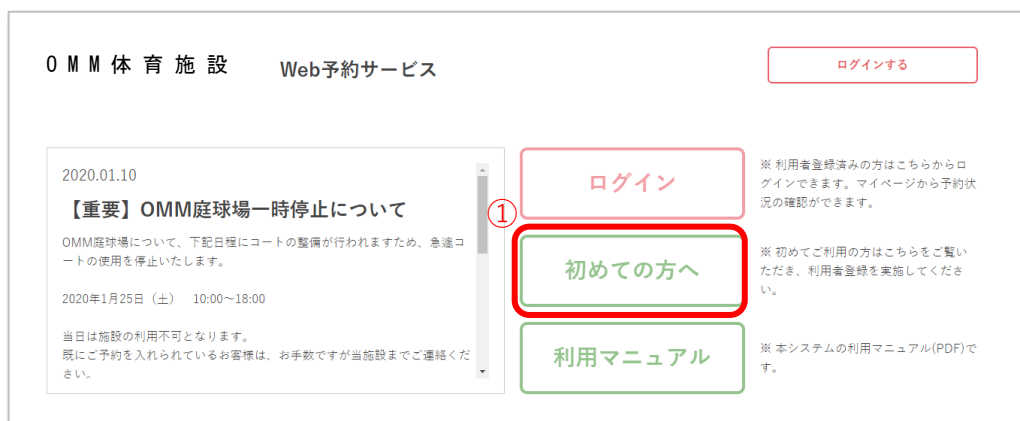 OMM体育施設 Web予約サービス
ログインする
2020.01.10
【重要】OMM庭球場一時停止について
OMM庭球場について、下記日程にコートの整備が行われますため、急遽コ
ートの使用を停止いたします。
2020年1月25日（土） 10:00～18:00
当日は施設の利用不可となります。
既にご予約を入れられているお客様は、お手数ですが当施設までご連絡くだ
さい。
ログイン
※ 利用者登録済みの方はこちらからロ
グインできます。マイページから予約状
況の確認ができます。
①
初めての方へ
※ 初めてご利用の方はこちらをご覧い
ただき、利用者登録を実施してくださ
い。
利用マニュアル
※ 本システムの利用マニュアル(PDF)で
す。